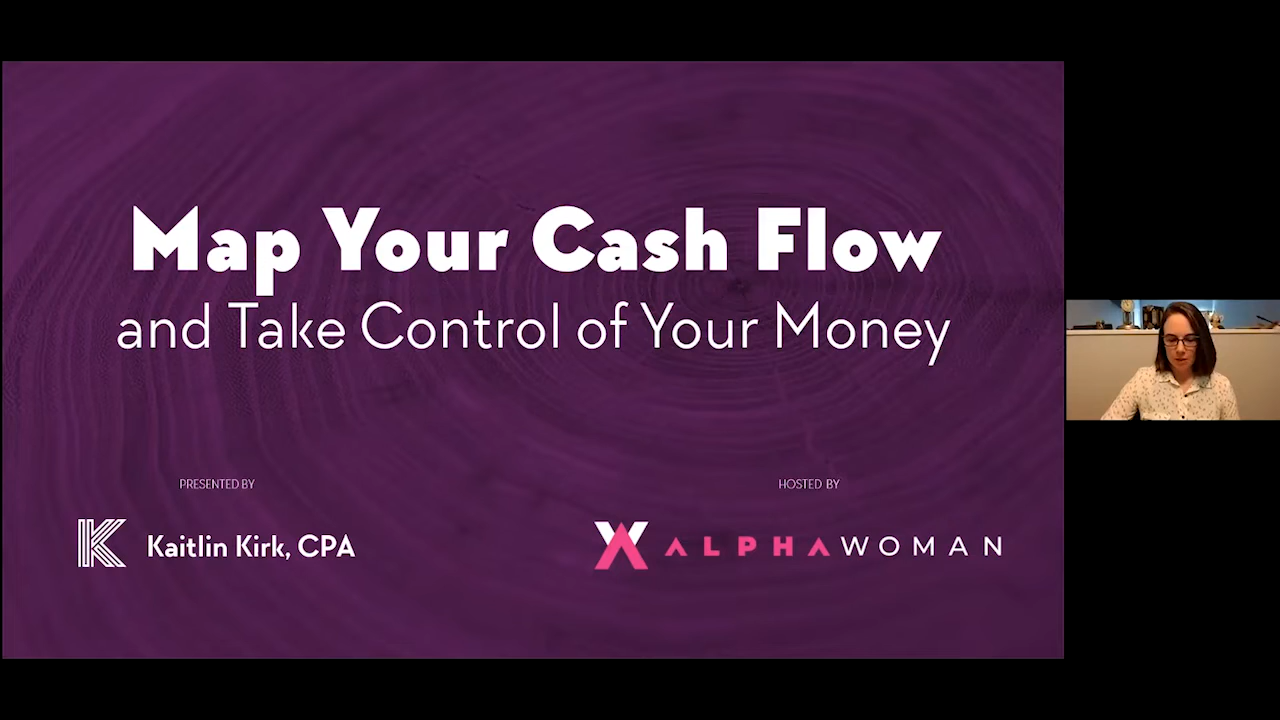 Map Your Cash Flow
and Take Control of Your Money
PRESENTED BY
K Kaitlin Kirk, CPA
HOSTED BY
ALPHAWOMAN